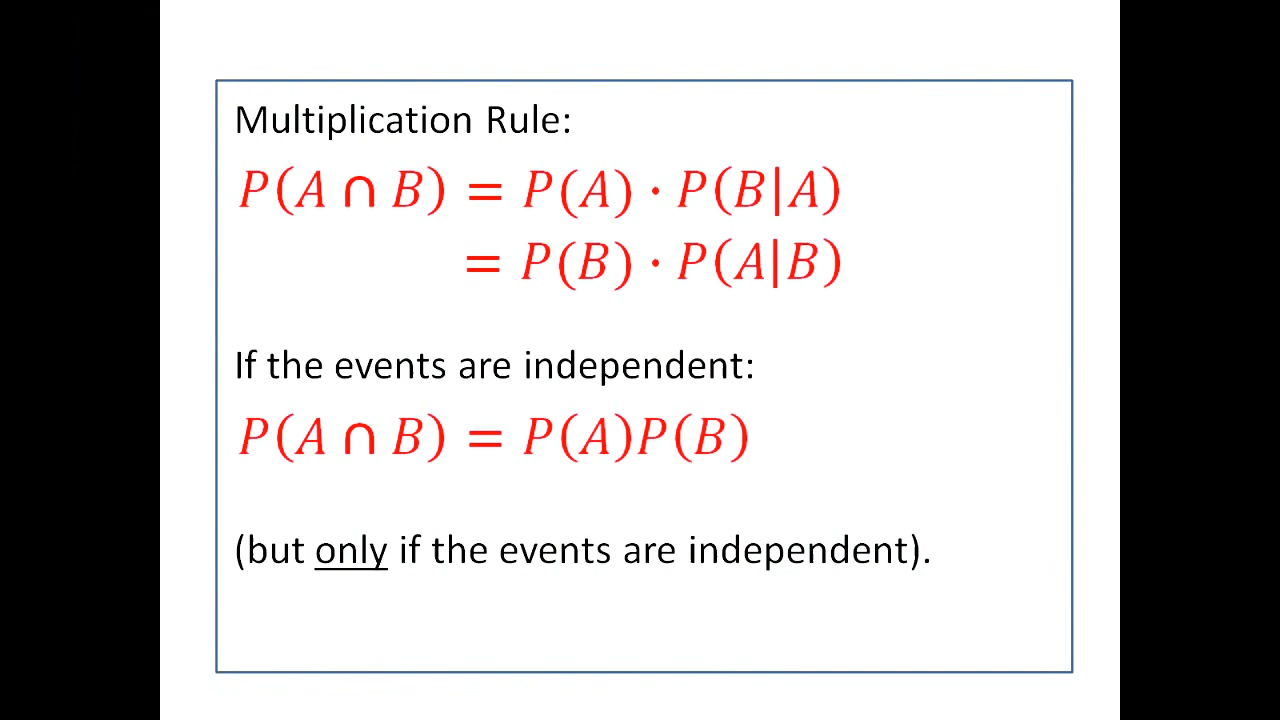 Multiplication Rule:
P(A ∩ B) = P(A) · P(B|A)
= P(B) · P(A|B)
If the events are independent:
P(A ∩ B) = P(A)P(B)
(but only if the events are independent).